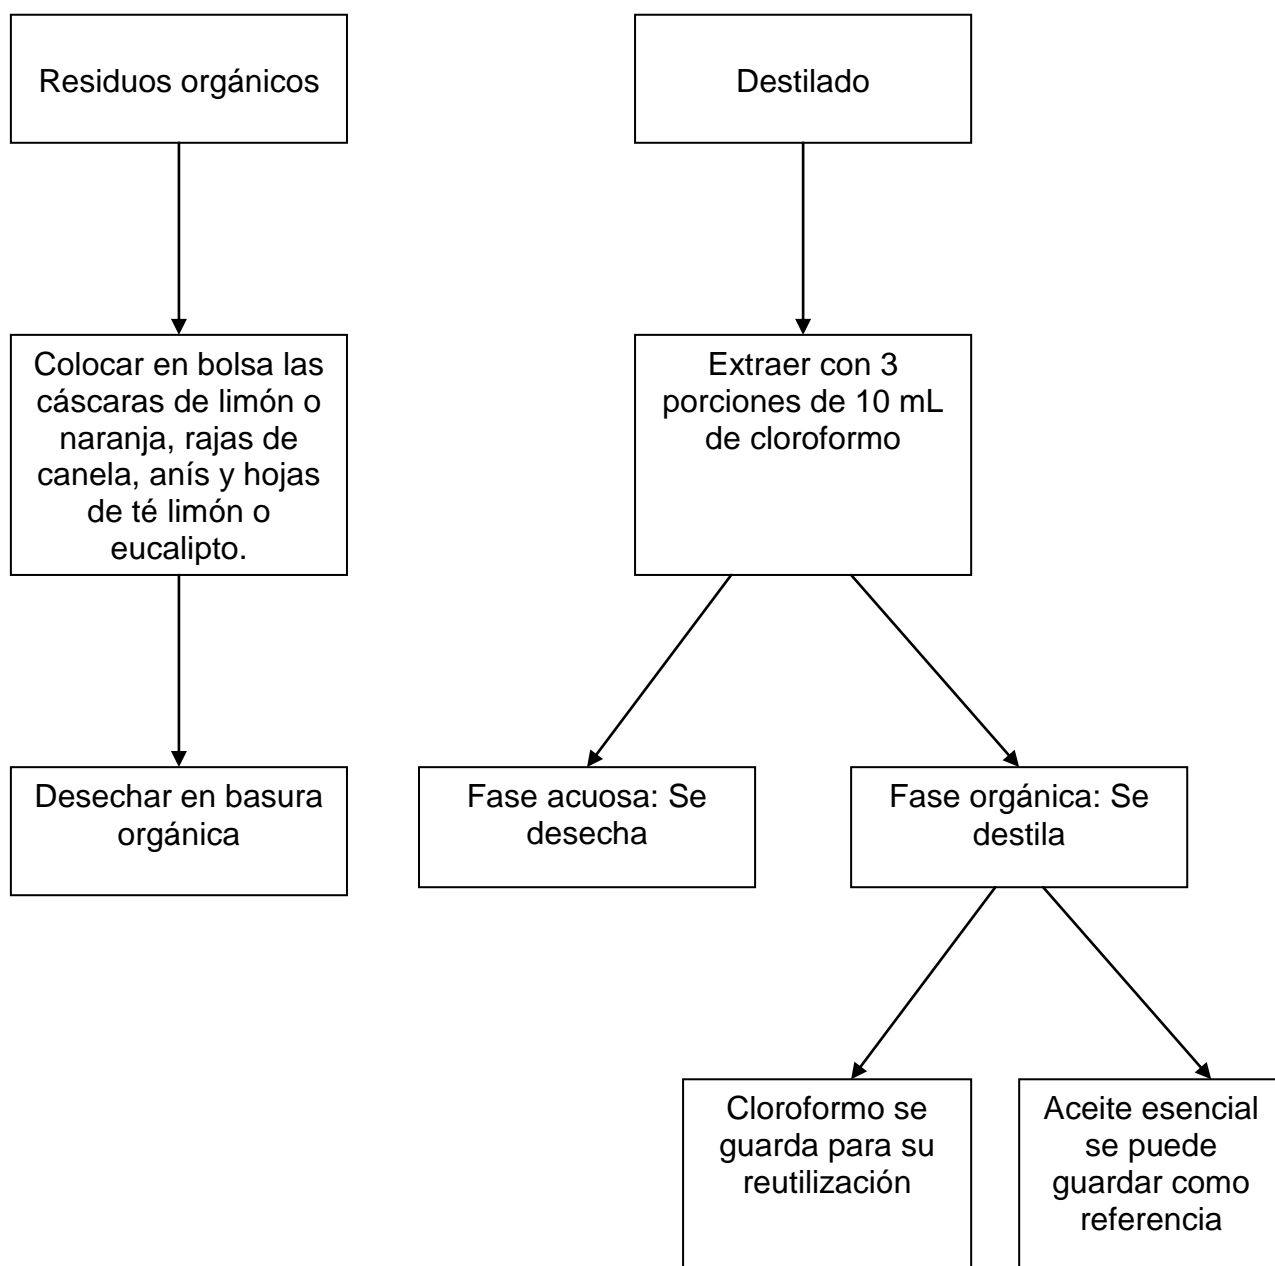 Residuos orgánicos
Destilado
Colocar en bolsa las
cáscaras de limón o
naranja, rajas de
canela, anís y hojas
de té limón o
eucalipto.
Extraer con 3
porciones de 10 mL
de cloroformo
Desechar en basura
orgánica
Fase acuosa: Se
desecha
Fase orgánica: Se
destila
Cloroformo se
guarda para su
reutilización
Aceite esencial
se puede
guardar como
referencia